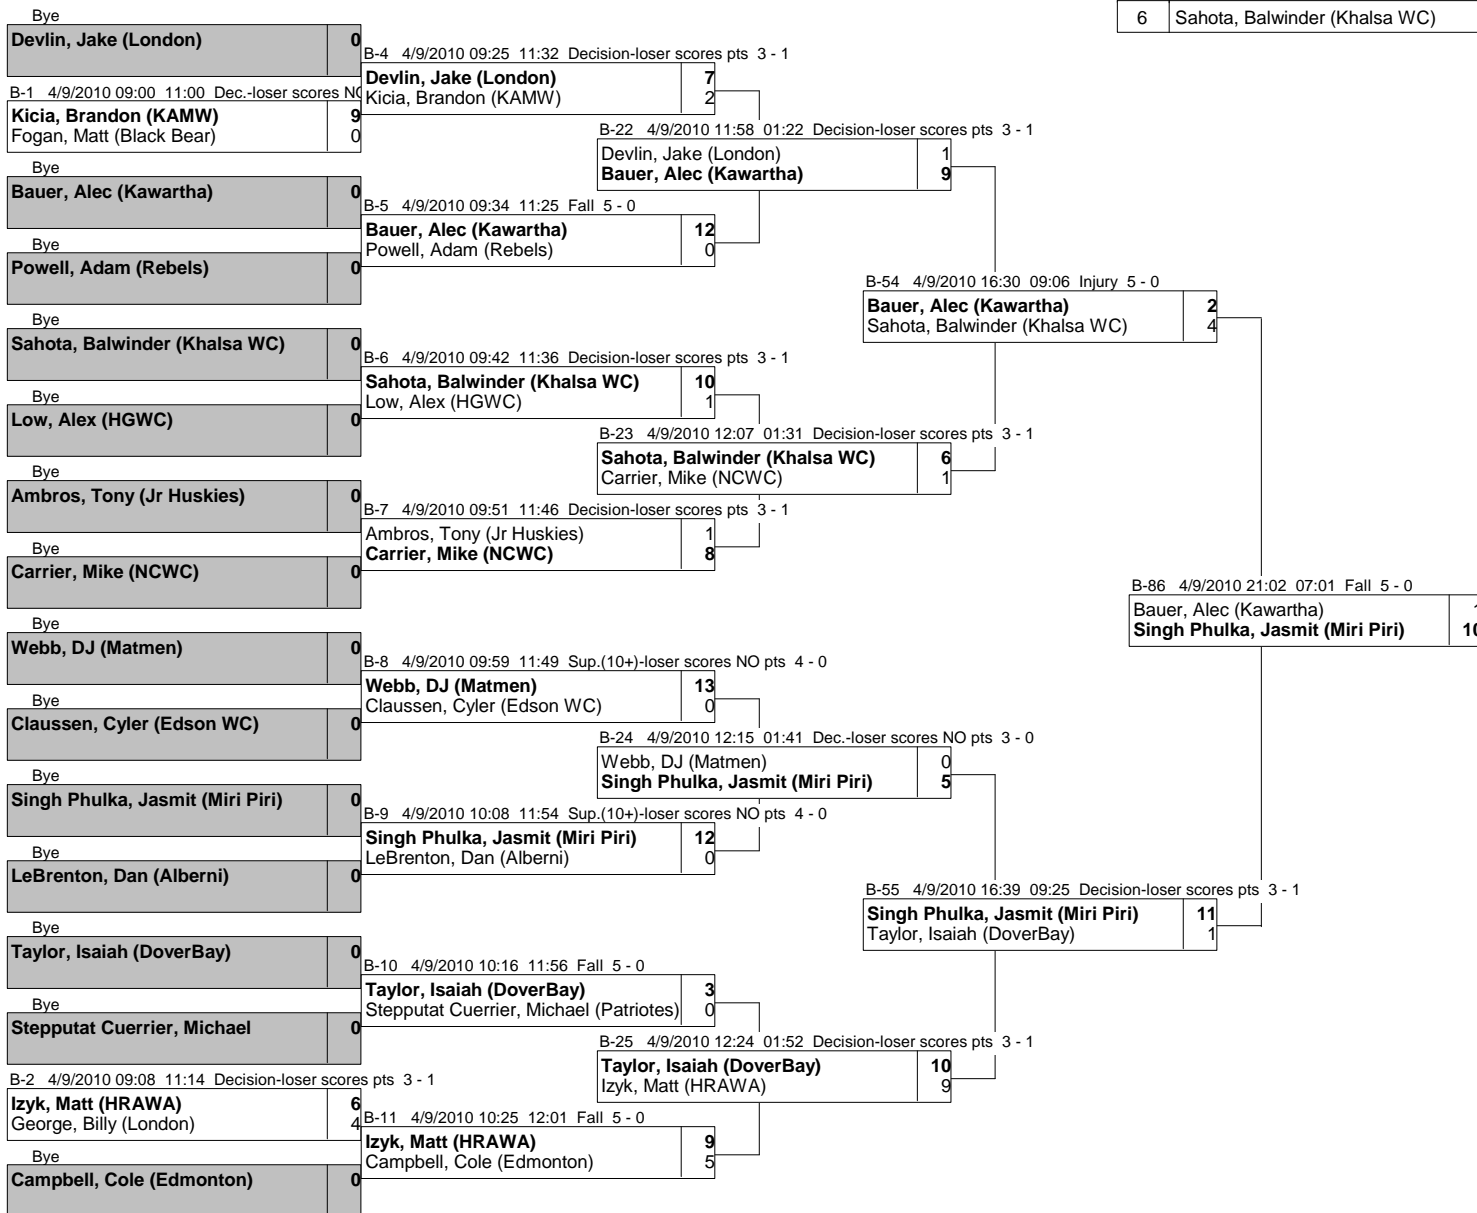 6 Sahota, Balwinder (Khalsa WC)
Bye
Devlin, Jake (London) 0
B-1 4/9/2010 09:00 11:00 Dec.-loser scores NO
Kicia, Brandon (KAMW) 9
Fogan, Matt (Black Bear) 0
Bye
Bauer, Alec (Kawartha) 0
Bye
Powell, Adam (Rebels) 0
Bye
Sahota, Balwinder (Khalsa WC) 0
Bye
Low, Alex (HGWC) 0
Bye
Ambros, Tony (Jr Huskies) 0
Bye
Carrier, Mike (NCWC) 0
Bye
Webb, DJ (Matmen) 0
Bye
Claussen, Cyler (Edson WC) 0
Bye
Singh Phulka, Jasmit (Miri Piri) 0
Bye
LeBrenton, Dan (Alberni) 0
Bye
Taylor, Isaiah (DoverBay) 0
Bye
Stepputat Cuerrier, Michael 0
B-2 4/9/2010 09:08 11:14 Decision-loser scores pts 3 - 1
Izyk, Matt (HRAWA) 6
George, Billy (London) 4
Bye
Campbell, Cole (Edmonton) 0
B-4 4/9/2010 09:25 11:32 Decision-loser scores pts 3 - 1
Devlin, Jake (London) 7
Kicia, Brandon (KAMW) 2
B-5 4/9/2010 09:34 11:25 Fall 5 - 0
Bauer, Alec (Kawartha) 12
Powell, Adam (Rebels) 0
B-6 4/9/2010 09:42 11:36 Decision-loser scores pts 3 - 1
Sahota, Balwinder (Khalsa WC) 10
Low, Alex (HGWC) 1
B-7 4/9/2010 09:51 11:46 Decision-loser scores pts 3 - 1
Ambros, Tony (Jr Huskies) 1
Carrier, Mike (NCWC) 8
B-8 4/9/2010 09:59 11:49 Sup.(10+)-loser scores NO pts 4 - 0
Webb, DJ (Matmen) 13
Claussen, Cyler (Edson WC) 0
B-9 4/9/2010 10:08 11:54 Sup.(10+)-loser scores NO pts 4 - 0
Singh Phulka, Jasmit (Miri Piri) 12
LeBrenton, Dan (Alberni) 0
B-10 4/9/2010 10:16 11:56 Fall 5 - 0
Taylor, Isaiah (DoverBay) 3
Stepputat Cuerrier, Michael (Patriotes) 0
B-11 4/9/2010 10:25 12:01 Fall 5 - 0
Izyk, Matt (HRAWA) 9
Campbell, Cole (Edmonton) 5
B-22 4/9/2010 11:58 01:22 Decision-loser scores pts 3 - 1
Devlin, Jake (London) 1
Bauer, Alec (Kawartha) 9
B-23 4/9/2010 12:07 01:31 Decision-loser scores pts 3 - 1
Sahota, Balwinder (Khalsa WC) 6
Carrier, Mike (NCWC) 1
B-24 4/9/2010 12:15 01:41 Dec.-loser scores NO pts 3 - 0
Webb, DJ (Matmen) 0
Singh Phulka, Jasmit (Miri Piri) 5
B-25 4/9/2010 12:24 01:52 Decision-loser scores pts 3 - 1
Taylor, Isaiah (DoverBay) 10
Izyk, Matt (HRAWA) 9
B-54 4/9/2010 16:30 09:06 Injury 5 - 0
Bauer, Alec (Kawartha) 2
Sahota, Balwinder (Khalsa WC) 4
B-55 4/9/2010 16:39 09:25 Decision-loser scores pts 3 - 1
Singh Phulka, Jasmit (Miri Piri) 11
Taylor, Isaiah (DoverBay) 1
B-86 4/9/2010 21:02 07:01 Fall 5 - 0
Bauer, Alec (Kawartha) 1
Singh Phulka, Jasmit (Miri Piri) 10